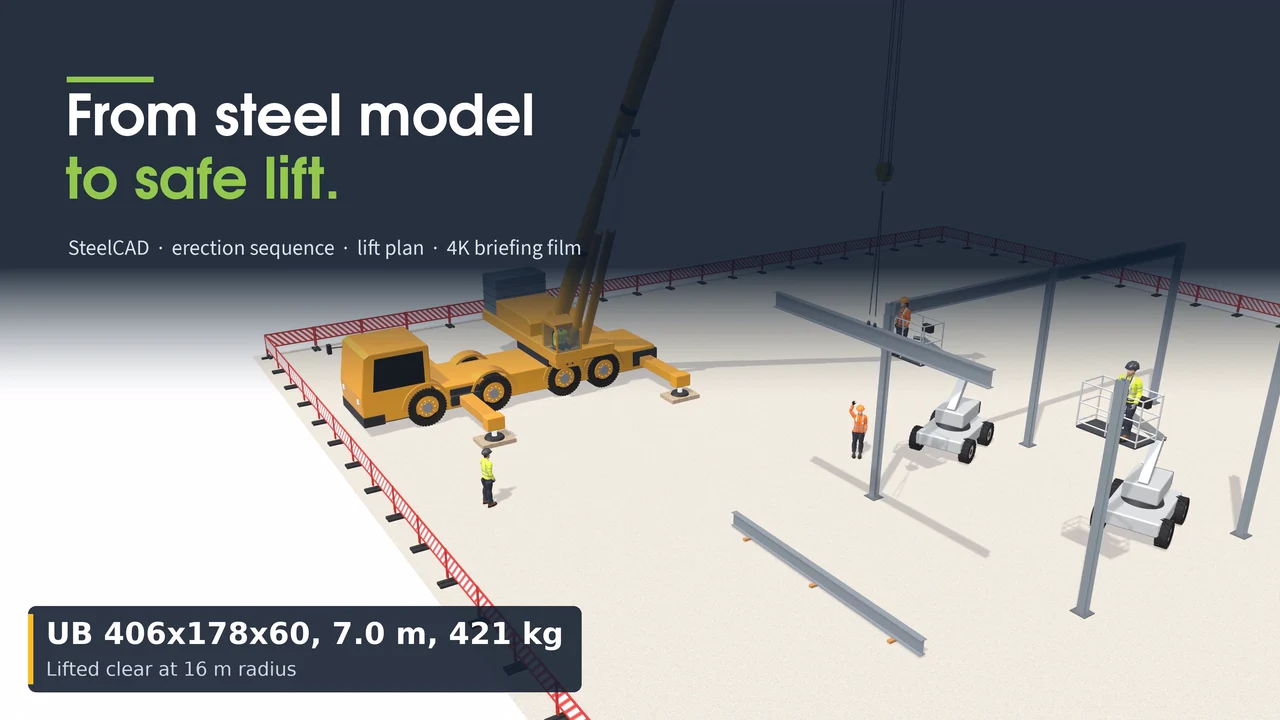 From steel model
to safe lift.
SteelCAD · erection sequence · lift plan · 4K briefing film
UB 406x178x60, 7.0 m, 421 kg
Lifted clear at 16 m radius